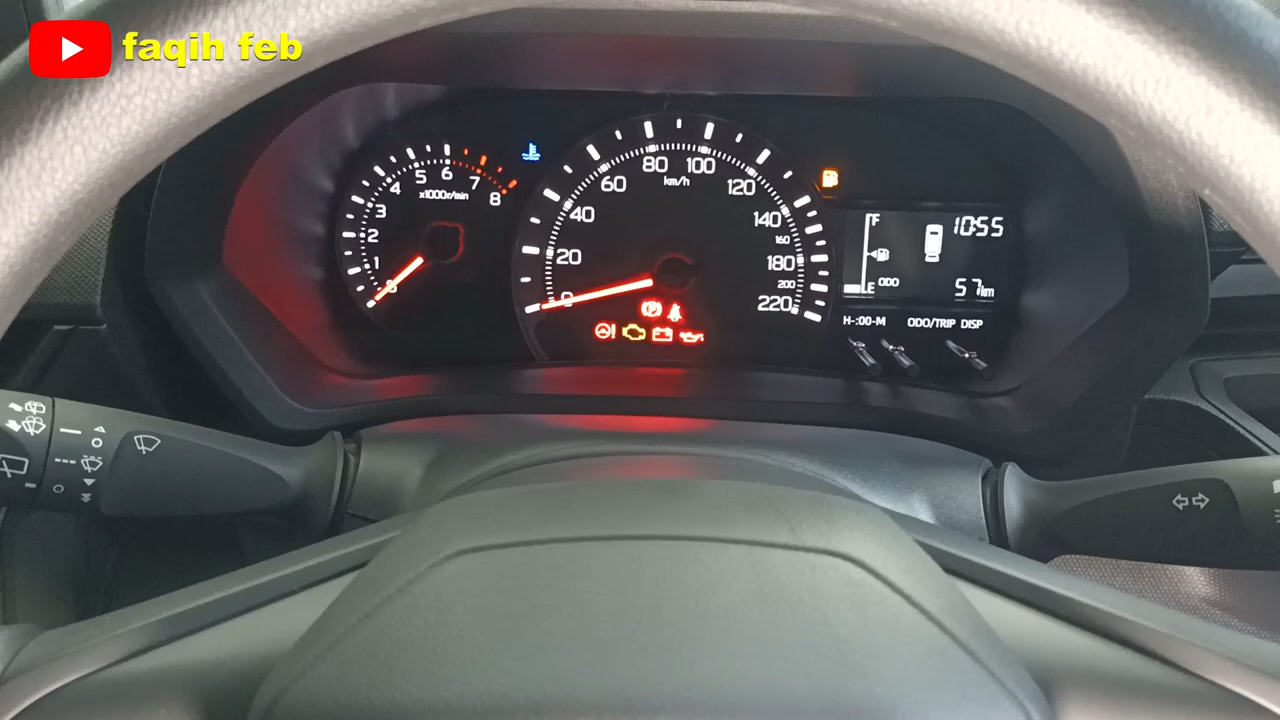 faqih feb
0 1 2 3 4 5 6 7 8
x1000r/min
0 20 40 60 80 100 120 140 160 180 200 220
km/h
P
F
E
10:55
ODO
57km
H-:00-M
ODO/TRIP DISP